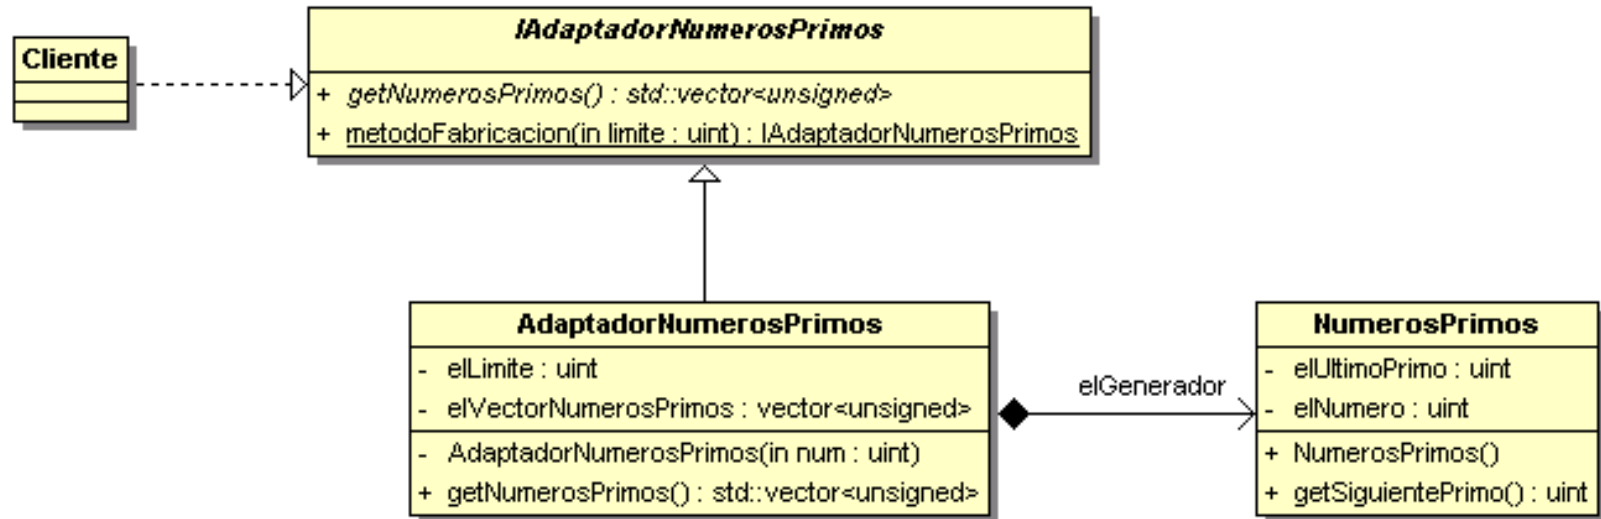 Cliente
IAdaptadorNumerosPrimos
+ getNumerosPrimos() : std::vector<unsigned>
+ metodoFabricacion(in limite : uint) : IAdaptadorNumerosPrimos
AdaptadorNumerosPrimos
- elLimite : uint
- elVectorNumerosPrimos : vector<unsigned>
- AdaptadorNumerosPrimos(in num : uint)
+ getNumerosPrimos() : std::vector<unsigned>
elGenerador
NumerosPrimos
- elUltimoPrimo : uint
- elNumero : uint
+ NumerosPrimos()
+ getSiguientePrimo() : uint